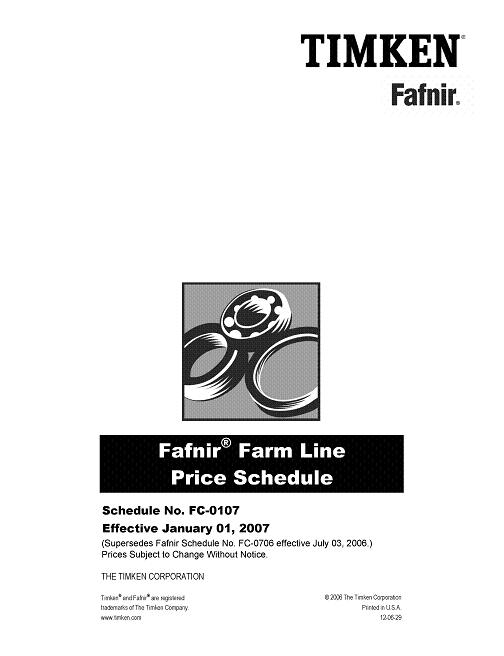 TIMKEN®
Fafnir®
Fafnir® Farm Line
Price Schedule
Schedule No. FC-0107
Effective January 01, 2007
(Supersedes Fafnir Schedule No. FC-0706 effective July 03, 2006.)
Prices Subject to Change Without Notice.
THE TIMKEN CORPORATION
Timken® and Fafnir® are registered
trademarks of The Timken Company.
www.timken.com
© 2006 The Timken Corporation
Printed in U.S.A.
12-06-29